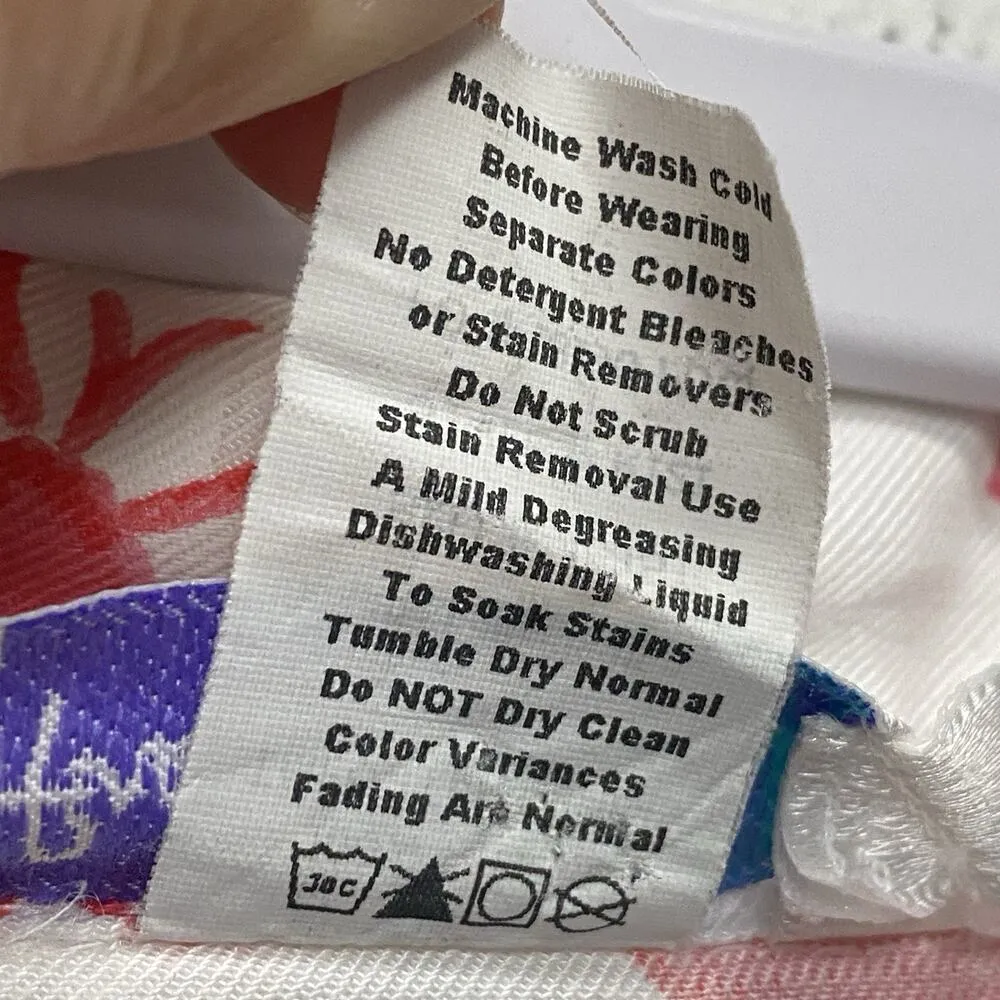 Machine Wash Cold
Before Wearing
Separate Colors
No Detergent Bleaches
or Stain Removers
Do Not Scrub
Stain Removal Use
A Mild Degreasing
Dishwashing Liquid
To Soak Stains
Tumble Dry Normal
Do NOT Dry Clean
Color Variances
Fading Are Normal
30C